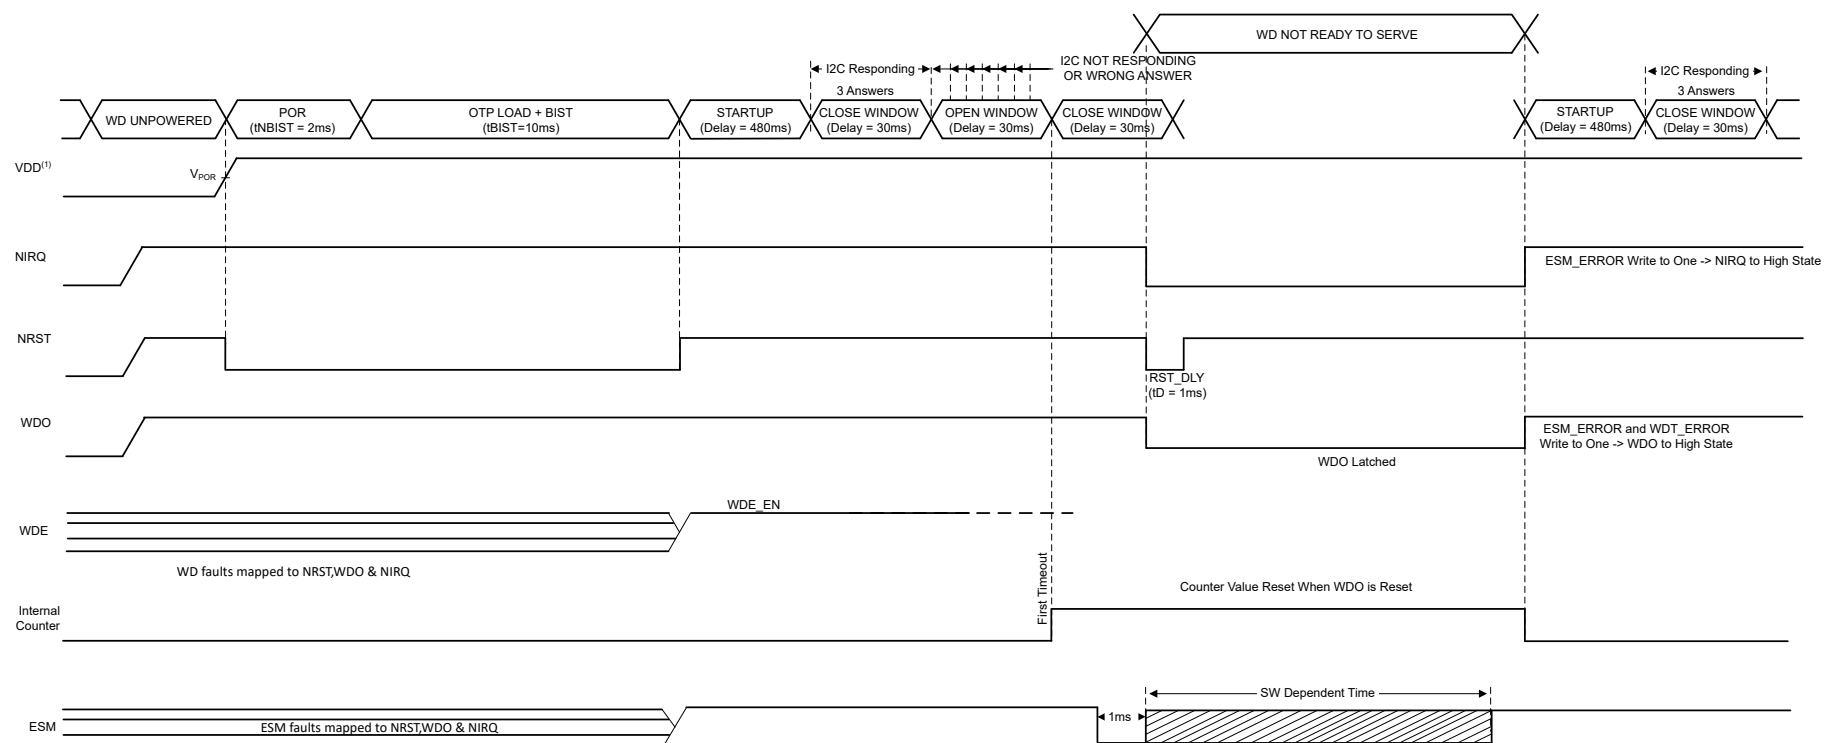 WD NOT READY TO SERVE
I2C Responding
I2C NOT RESPONDING
OR WRONG ANSWER
I2C Responding
3 Answers
3 Answers
WD UNPOWERED
POR
(tNBIST = 2ms)
OTP LOAD + BIST
(tBIST=10ms)
STARTUP
(Delay = 480ms)
CLOSE WINDOW
(Delay = 30ms)
OPEN WINDOW
(Delay = 30ms)
CLOSE WINDOW
(Delay = 30ms)
STARTUP
(Delay = 480ms)
CLOSE WINDOW
(Delay = 30ms)
VDD(1)
VPOR
NIRQ
ESM_ERROR Write to One -> NIRQ to High State
NRST
RST_DLY
(tD = 1ms)
WDO
ESM_ERROR and WDT_ERROR
Write to One -> WDO to High State
WDO Latched
WDE_EN
WDE
WD faults mapped to NRST,WDO & NIRQ
First Timeout
Counter Value Reset When WDO is Reset
Internal
Counter
SW Dependent Time
1ms
ESM
ESM faults mapped to NRST,WDO & NIRQ